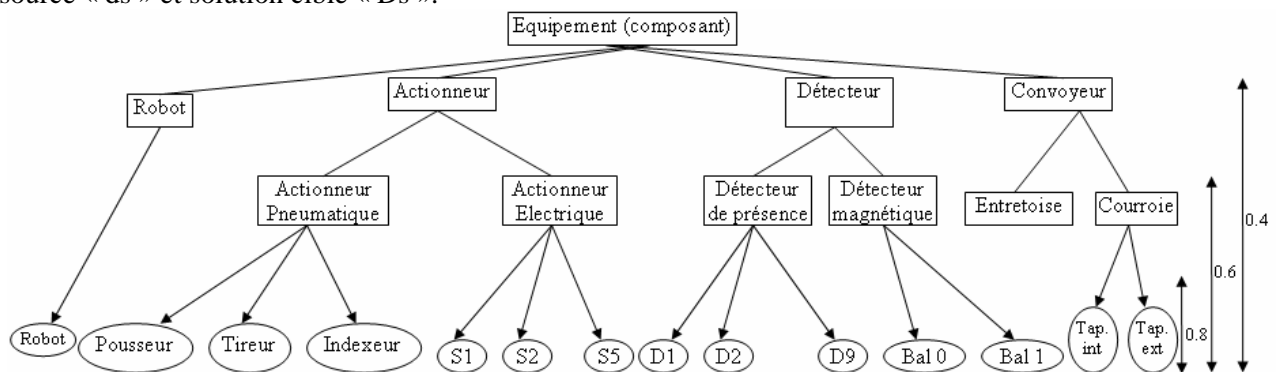 source « ds » et solution cible « Ds ».
Equipement (composant)
Robot
Actionneur
Détecteur
Convoyeur
Actionneur
Pneumatique
Actionneur
Electrique
Détecteur
de présence
Détecteur
magnétique
Entretoise
Courroie
0.4
0.6
0.8
Robot
Pousseur
Tireur
Indexeur
S1
S2
S5
D1
D2
D9
Bal 0
Bal 1
Tap.
int
Tap.
ext